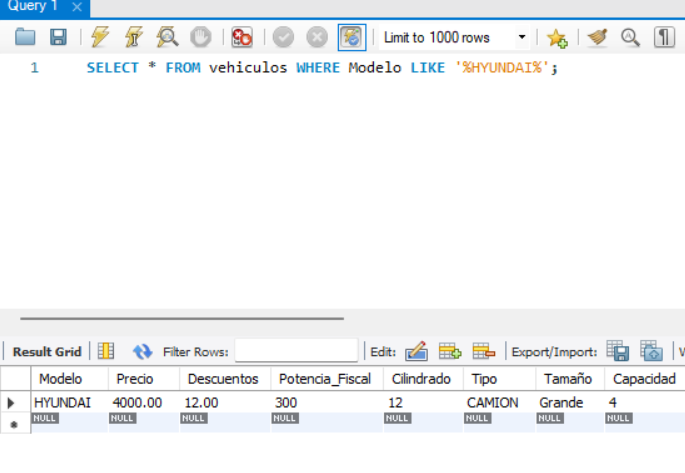 Query 1
Limit to 1000 rows
1 SELECT * FROM vehiculos WHERE Modelo LIKE '%HYUNDAI%';
Result Grid Filter Rows: Edit: Export/Import:
Modelo Precio Descuentos Potencia_Fiscal Cilindrado Tipo Tamaño Capacidad
HYUNDAI 4000.00 12.00 300 12 CAMION Grande 4
NULL NULL NULL NULL NULL NULL NULL NULL